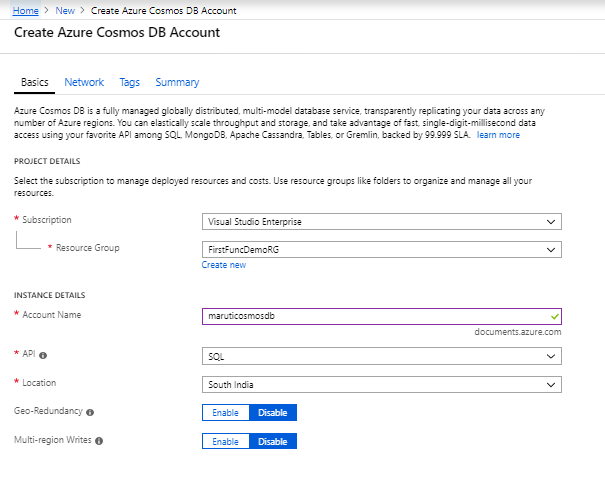 Home > New > Create Azure Cosmos DB Account
Create Azure Cosmos DB Account
Basics Network Tags Summary
Azure Cosmos DB is a fully managed globally distributed, multi-model database service, transparently replicating your data across any
number of Azure regions. You can elastically scale throughput and storage, and take advantage of fast, single-digit-millisecond data
access using your favorite API among SQL, MongoDB, Apache Cassandra, Tables, or Gremlin, backed by 99.999 SLA. learn more
PROJECT DETAILS
Select the subscription to manage deployed resources and costs. Use resource groups like folders to organize and manage all your
resources.
* Subscription Visual Studio Enterprise
* Resource Group FirstFuncDemoRG
Create new
INSTANCE DETAILS
* Account Name maruticosmosdb
documents.azure.com
* API SQL
* Location South India
Geo-Redundancy Enable Disable
Multi-region Writes Enable Disable